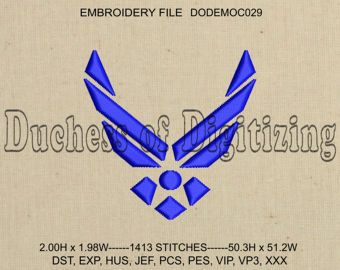 EMBROIDERY FILE DODEMOC029
Duchess of Digitizing
2.00H x 1.98W------1413 STITCHES------50.3H x 51.2W
DST, EXP, HUS, JEF, PCS, PES, VIP, VP3, XXX